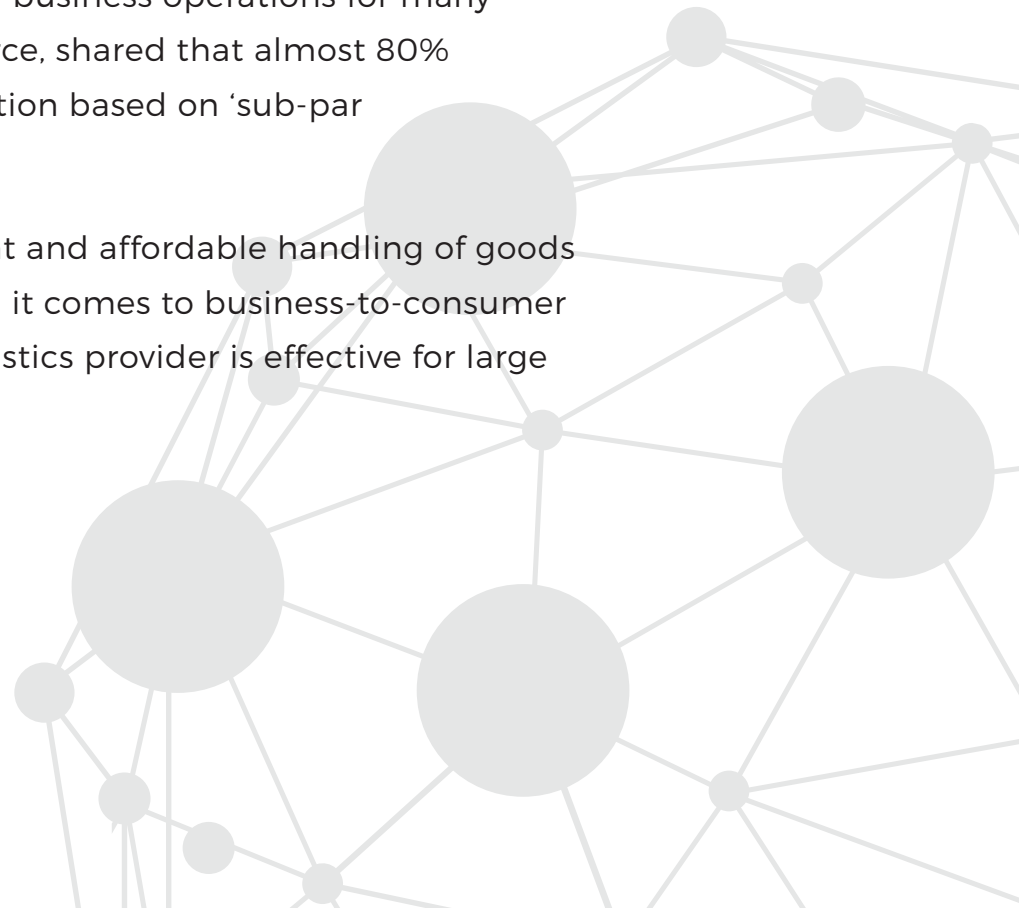 business operations for many
ce, shared that almost 80%
tion based on ‘sub-par
t and affordable handling of goods
it comes to business-to-consumer
stics provider is effective for large